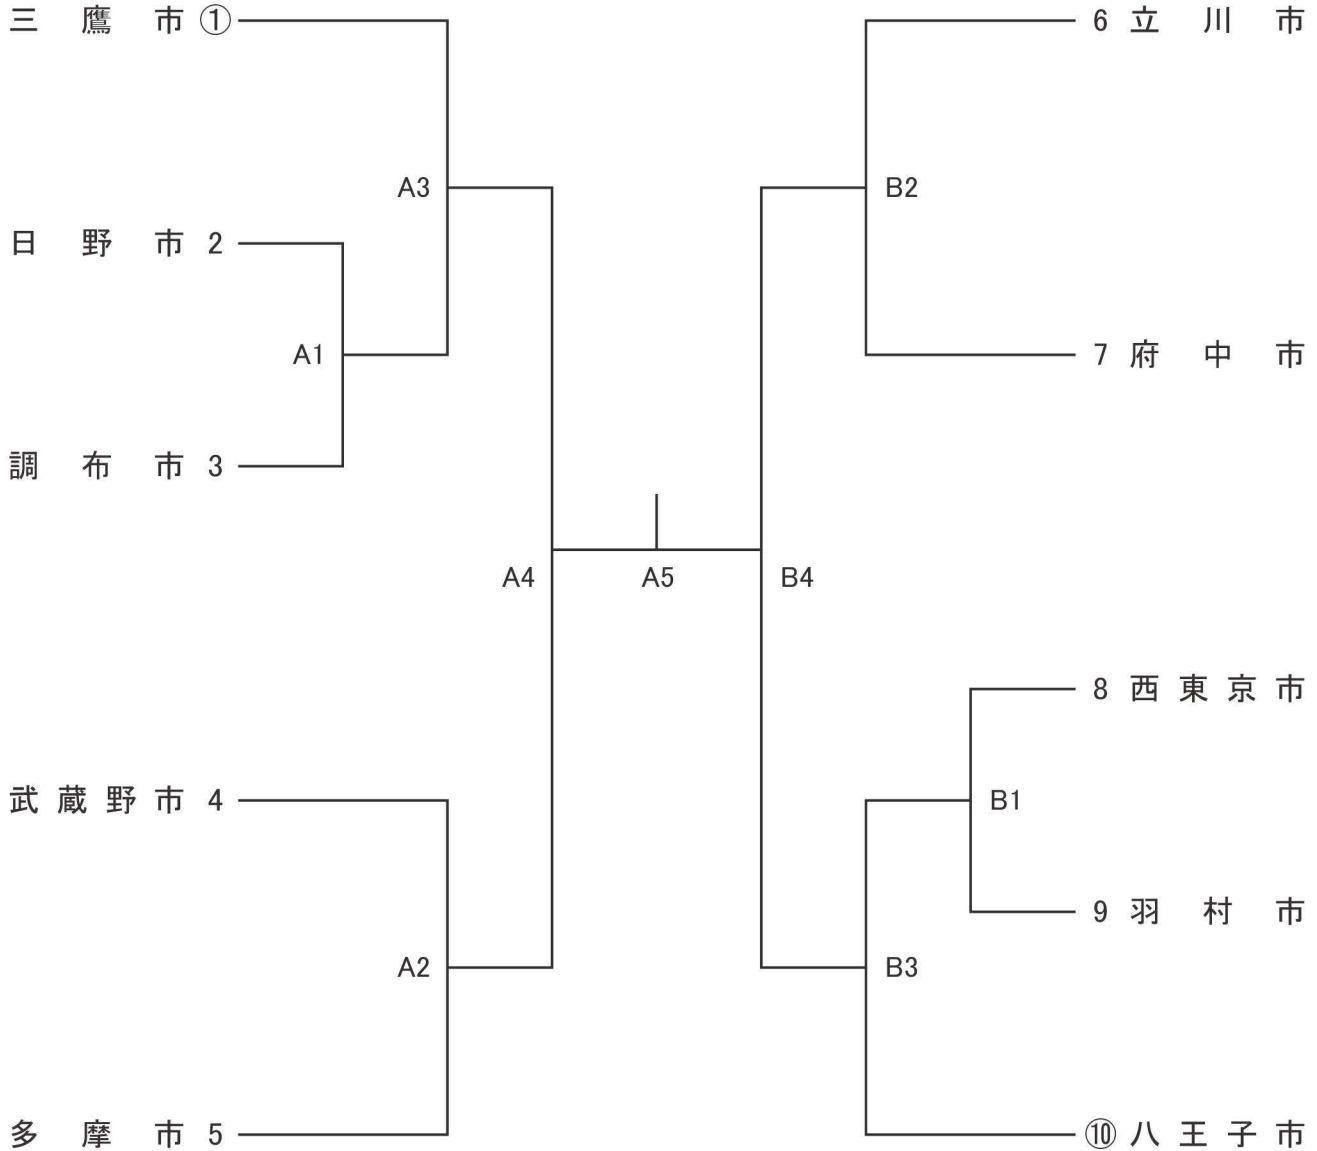 三鷹市 ①
A3
日野市 2
A1
調布市 3
A4
武蔵野市 4
A2
多摩市 5
A5
6 立川市
B2
7 府中市
B4
8 西東京市
B1
9 羽村市
B3
⑩ 八王子市